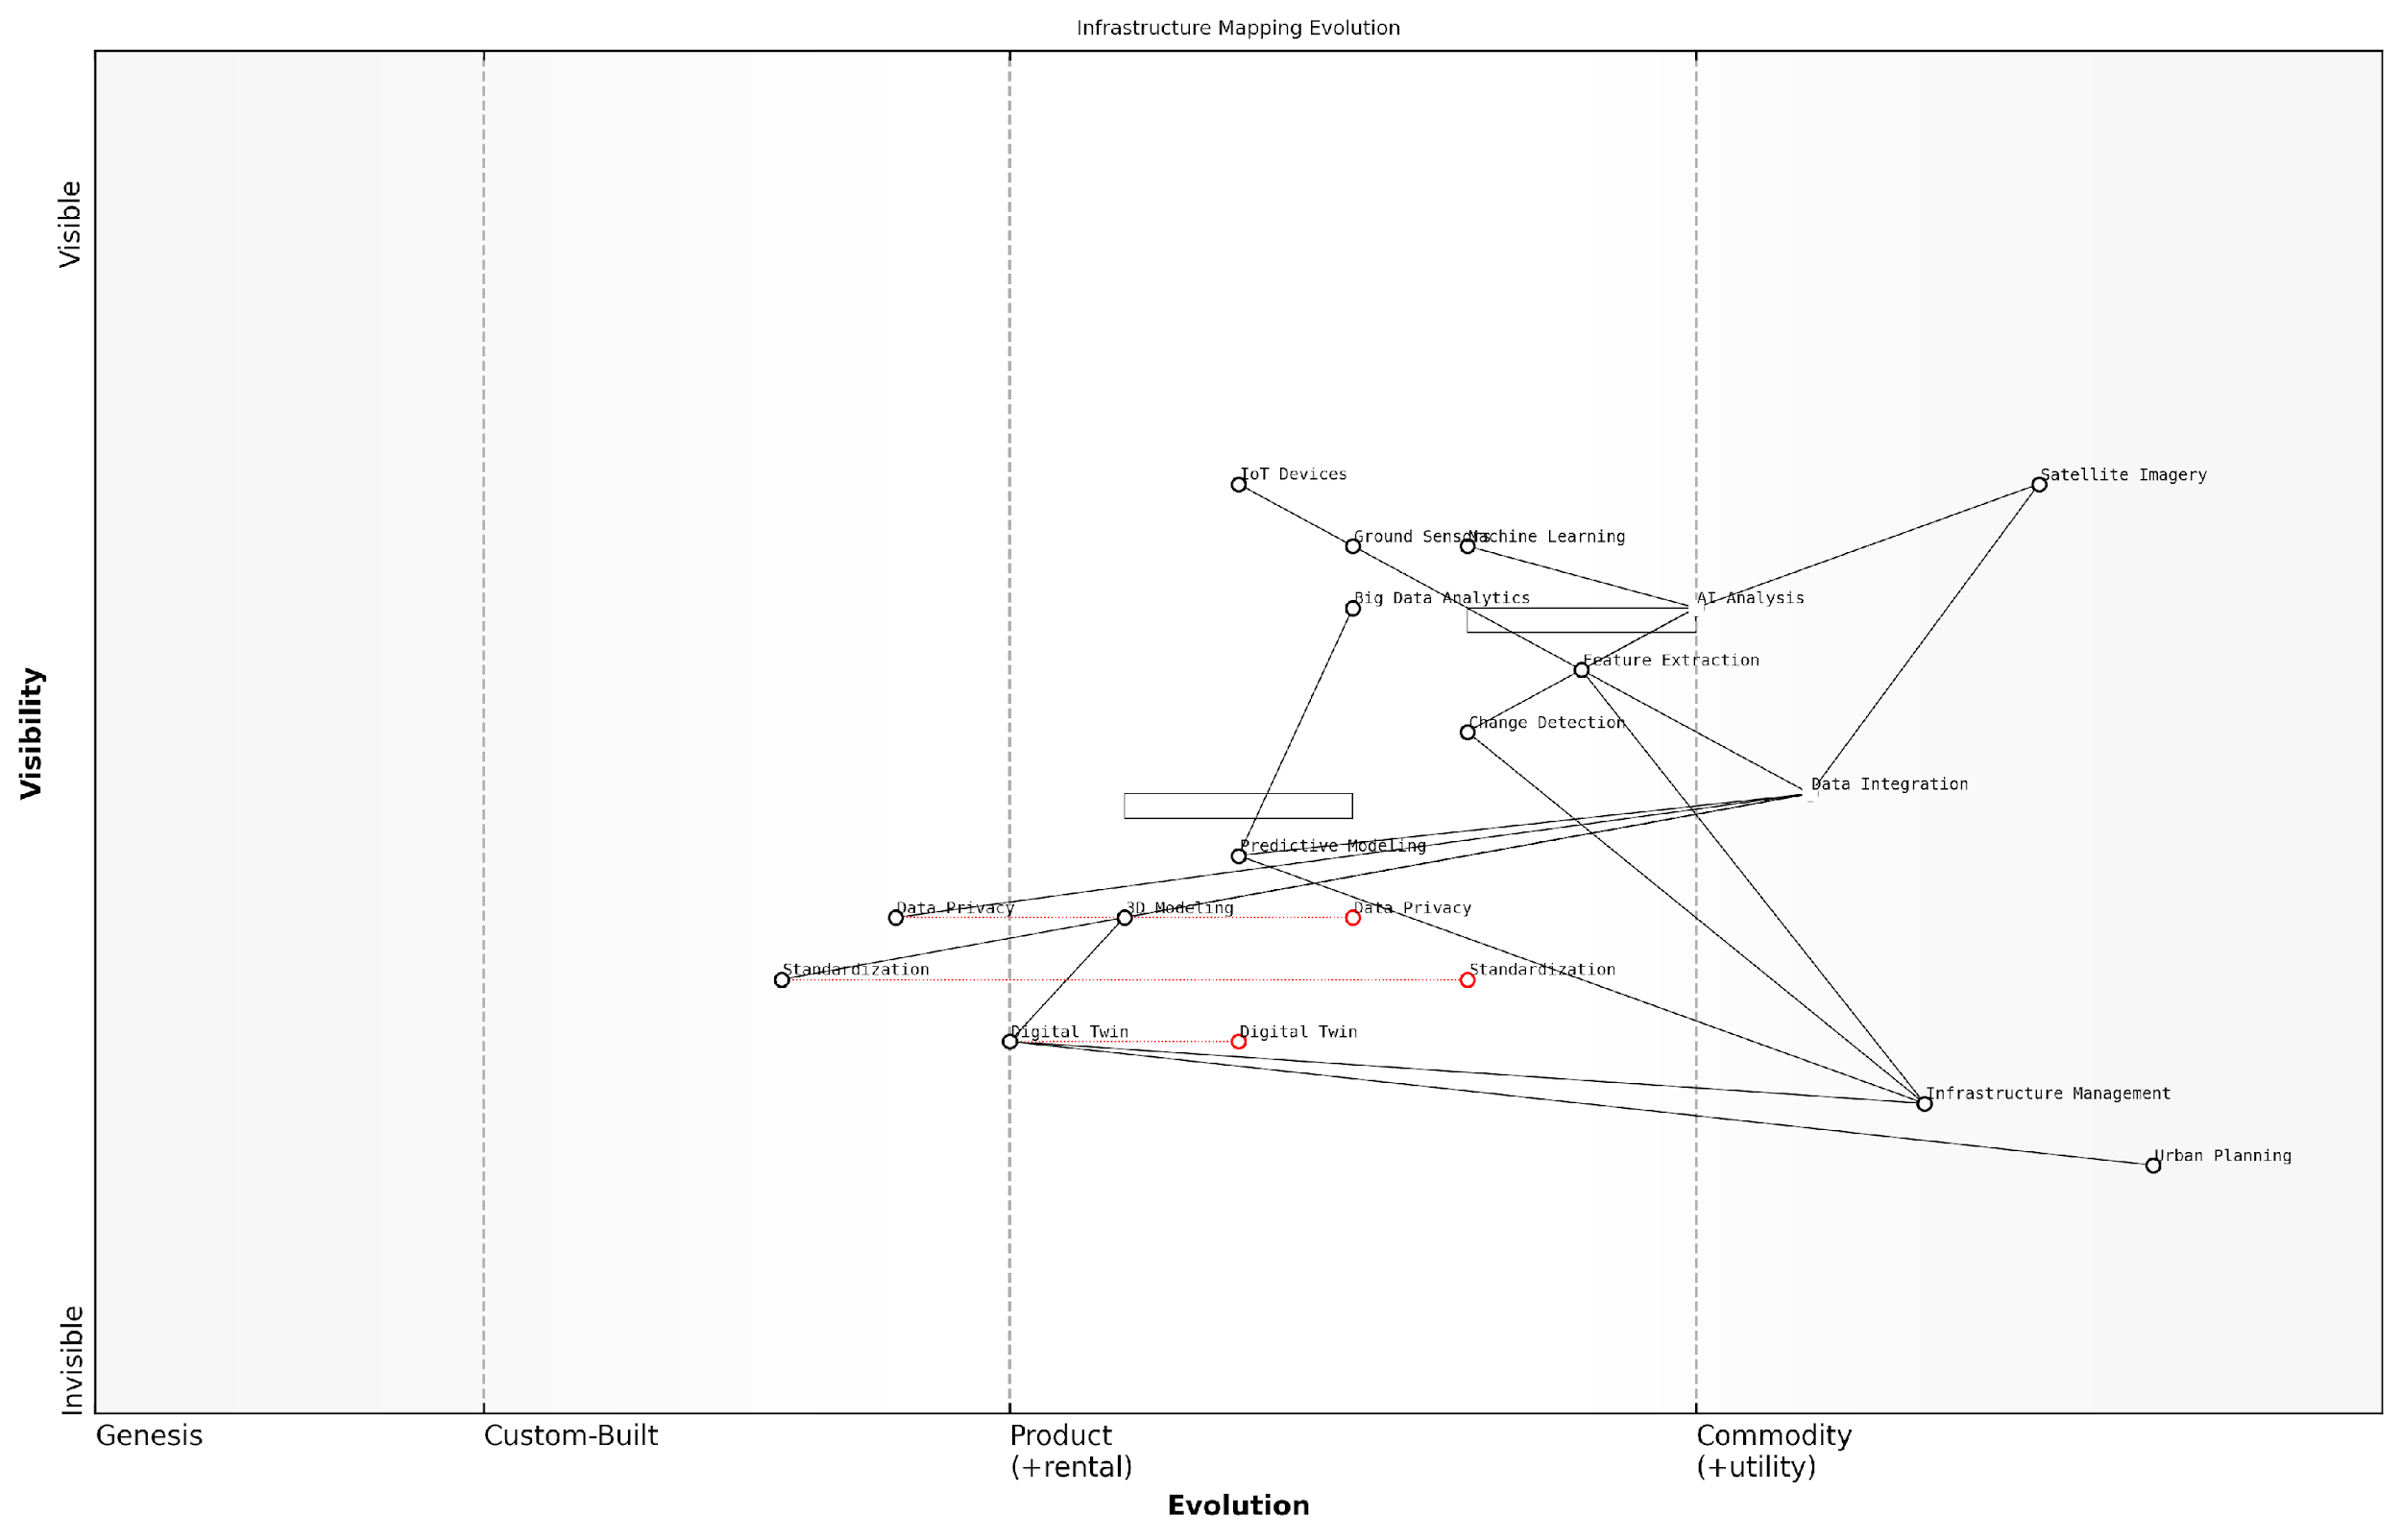 Infrastructure Mapping Evolution
Visible
IoT Devices
Satellite Imagery
Ground Sensors
Machine Learning
Big Data Analytics
AI Analysis
Feature Extraction
Change Detection
Visibility
Data Integration
Predictive Modeling
Data Privacy
3D Modeling
Data Privacy
Standardization
Standardization
Digital Twin
Digital Twin
Infrastructure Management
Urban Planning
Invisible
Genesis
Custom-Built
Product
(+rental)
Commodity
(+utility)
Evolution